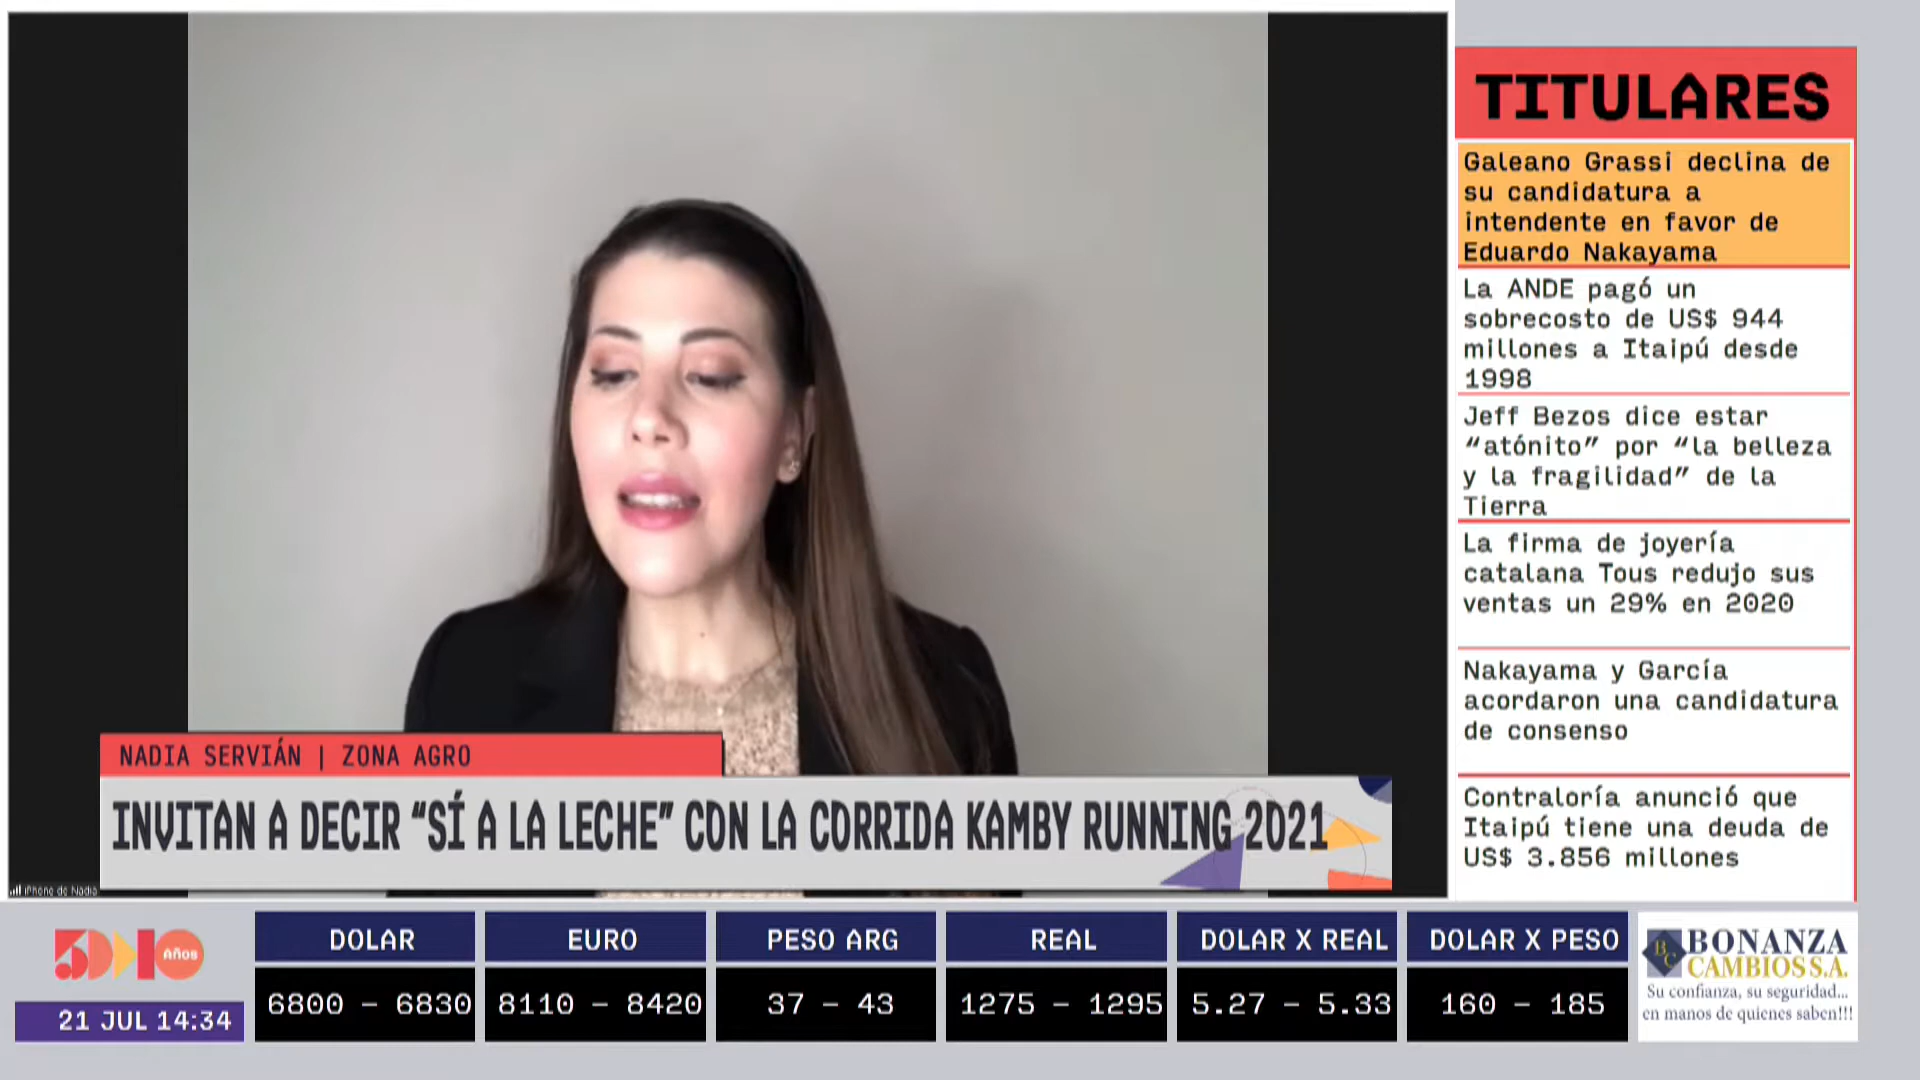 TITULARES
Galeano Grassi declina de
su candidatura a
intendente en favor de
Eduardo Nakayama
La ANDE pagó un
sobrecosto de US$ 944
millones a Itaipú desde
1998
Jeff Bezos dice estar
“atónito” por “la belleza
y la fragilidad” de la
Tierra
La firma de joyería
catalana Tous redujo sus
ventas un 29% en 2020
Nakayama y García
acordaron una candidatura
de consenso
Contraloría anunció que
Itaipú tiene una deuda de
US$ 3.856 millones
NADIA SERVIÁN | ZONA AGRO
INVITAN A DECIR “SÍ A LA LECHE” CON LA CORRIDA KAMBY RUNNING 2021
iPhone de Nadia
5D 10 Años
21 JUL 14:34
DOLAR
6800 - 6830
EURO
8110 - 8420
PESO ARG
37 - 43
REAL
1275 - 1295
DOLAR X REAL
5.27 - 5.33
DOLAR X PESO
160 - 185
BC
BONANZA
CAMBIOS S.A.
Su confianza, su seguridad...
en manos de quienes saben!!!